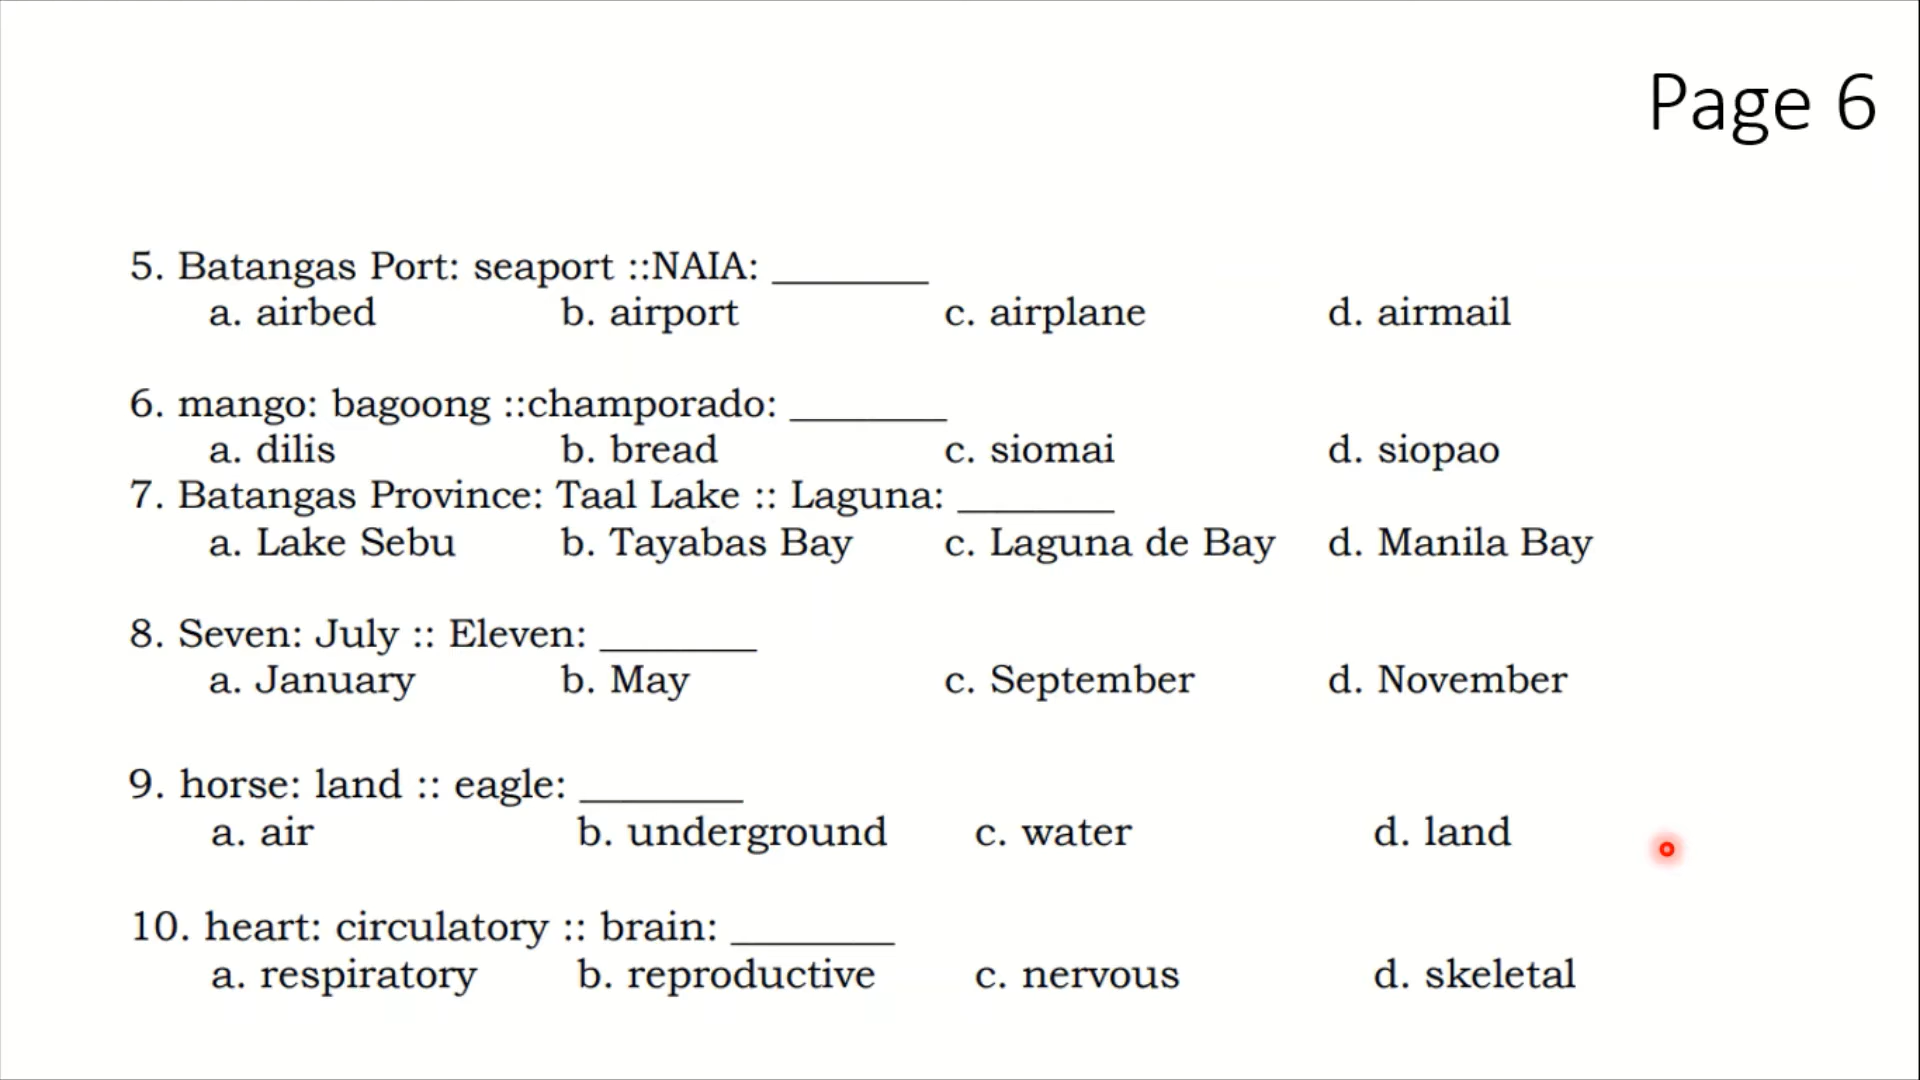 Page 6
5. Batangas Port: seaport ::NAIA: ________
a. airbed b. airport c. airplane d. airmail
6. mango: bagoong ::champorado: ________
a. dilis b. bread c. siomai d. siopao
7. Batangas Province: Taal Lake :: Laguna: ________
a. Lake Sebu b. Tayabas Bay c. Laguna de Bay d. Manila Bay
8. Seven: July :: Eleven: ________
a. January b. May c. September d. November
9. horse: land :: eagle: ________
a. air b. underground c. water d. land
10. heart: circulatory :: brain: ________
a. respiratory b. reproductive c. nervous d. skeletal